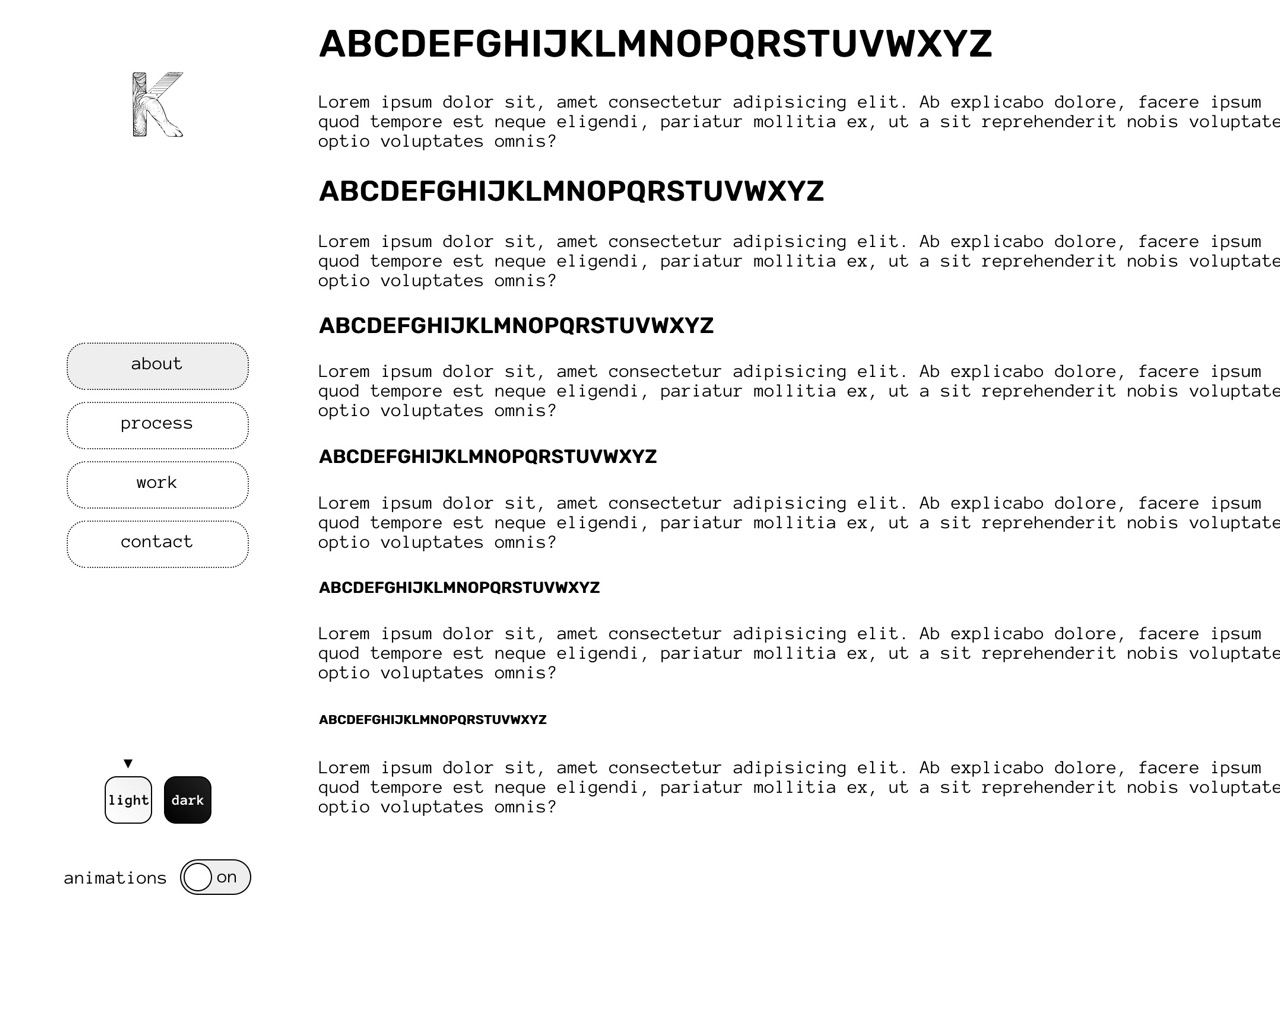 K
about
process
work
contact
▼
light dark
animations on
ABCDEFGHIJKLMNOPQRSTUVWXYZ
Lorem ipsum dolor sit, amet consectetur adipisicing elit. Ab explicabo dolore, facere ipsum
quod tempore est neque eligendi, pariatur mollitia ex, ut a sit reprehenderit nobis voluptate
optio voluptates omnis?
ABCDEFGHIJKLMNOPQRSTUVWXYZ
Lorem ipsum dolor sit, amet consectetur adipisicing elit. Ab explicabo dolore, facere ipsum
quod tempore est neque eligendi, pariatur mollitia ex, ut a sit reprehenderit nobis voluptate
optio voluptates omnis?
ABCDEFGHIJKLMNOPQRSTUVWXYZ
Lorem ipsum dolor sit, amet consectetur adipisicing elit. Ab explicabo dolore, facere ipsum
quod tempore est neque eligendi, pariatur mollitia ex, ut a sit reprehenderit nobis voluptate
optio voluptates omnis?
ABCDEFGHIJKLMNOPQRSTUVWXYZ
Lorem ipsum dolor sit, amet consectetur adipisicing elit. Ab explicabo dolore, facere ipsum
quod tempore est neque eligendi, pariatur mollitia ex, ut a sit reprehenderit nobis voluptate
optio voluptates omnis?
ABCDEFGHIJKLMNOPQRSTUVWXYZ
Lorem ipsum dolor sit, amet consectetur adipisicing elit. Ab explicabo dolore, facere ipsum
quod tempore est neque eligendi, pariatur mollitia ex, ut a sit reprehenderit nobis voluptate
optio voluptates omnis?
ABCDEFGHIJKLMNOPQRSTUVWXYZ
Lorem ipsum dolor sit, amet consectetur adipisicing elit. Ab explicabo dolore, facere ipsum
quod tempore est neque eligendi, pariatur mollitia ex, ut a sit reprehenderit nobis voluptate
optio voluptates omnis?